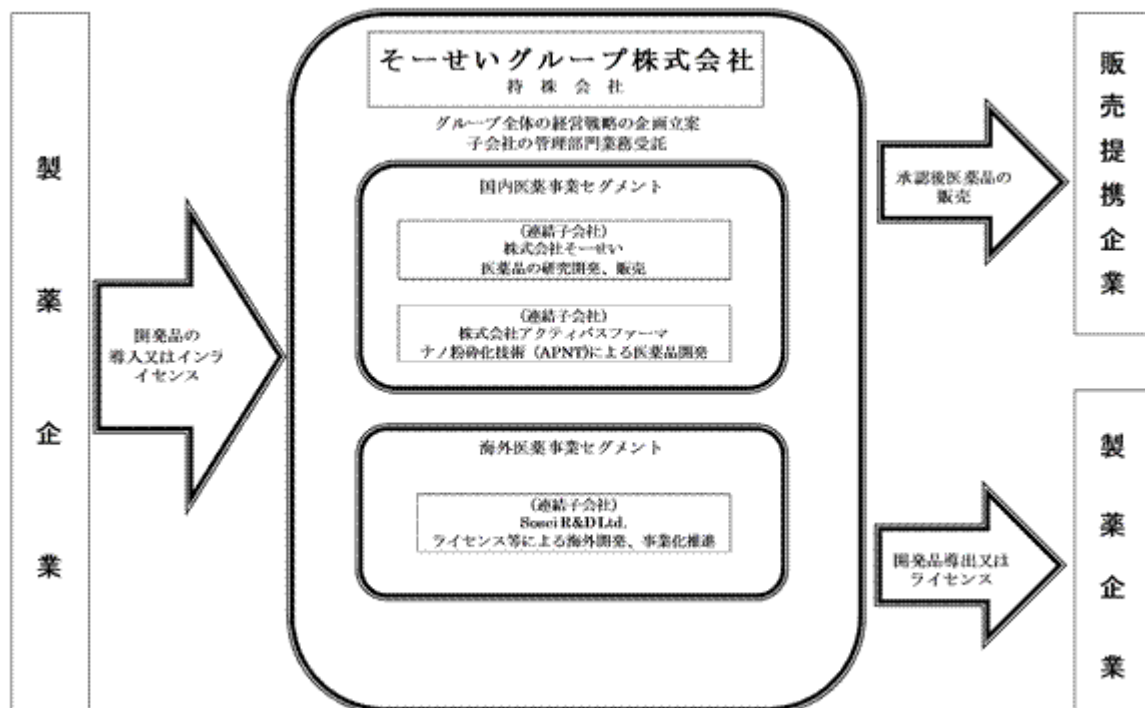 製薬企業
開発品の
導入又はインラ
イセンス
そーせいグループ株式会社
持株会社
グループ全体の経営戦略の企画立案
子会社の管理部門業務受託
国内医薬事業セグメント
(連結子会社)
株式会社そーせい
医薬品の研究開発、販売
(連結子会社)
株式会社アクティバスファーマ
ナノ粉砕化技術 (APNT)による医薬品開発
海外医薬事業セグメント
(連結子会社)
Sosei R&D Ltd.
ライセンス等による海外開発、事業化推進
承認後医薬品の
販売
販売提携企業
開発品導出又は
ライセンス
製薬企業